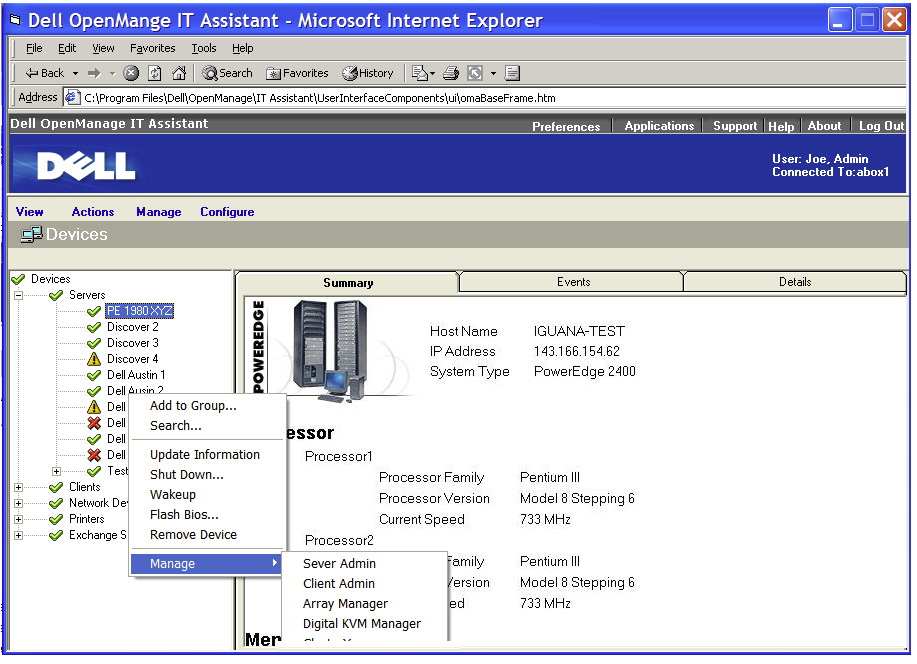 Dell OpenMange IT Assistant - Microsoft Internet Explorer
File Edit View Favorites Tools Help
Back Search Favorites History
Address C:\Program Files\Dell\OpenManage\IT Assistant\UserInterfaceComponents\ui\omaBaseFrame.htm
Dell OpenManage IT Assistant Preferences Applications Support Help About Log Out
DELL
User: Joe, Admin
Connected To:abox1
View Actions Manage Configure
Devices
Devices
Servers
PE 1980 XYZ
Discover 2
Discover 3
Discover 4
Dell Austin 1
Dell Ausin 2
Dell
Dell
Dell
Dell
Test
Clients
Network De
Printers
Exchange S
Add to Group...
Search...
Update Information
Shut Down...
Wakeup
Flash Bios...
Remove Device
Manage
Sever Admin
Client Admin
Array Manager
Digital KVM Manager
Summary Events Details
POWEREDGE
Host Name IGUANA-TEST
IP Address 143.166.154.62
System Type PowerEdge 2400
essor
Processor1
Processor Family Pentium III
Processor Version Model 8 Stepping 6
Current Speed 733 MHz
Processor2
Family Pentium III
Version Model 8 Stepping 6
ed 733 MHz
Mem